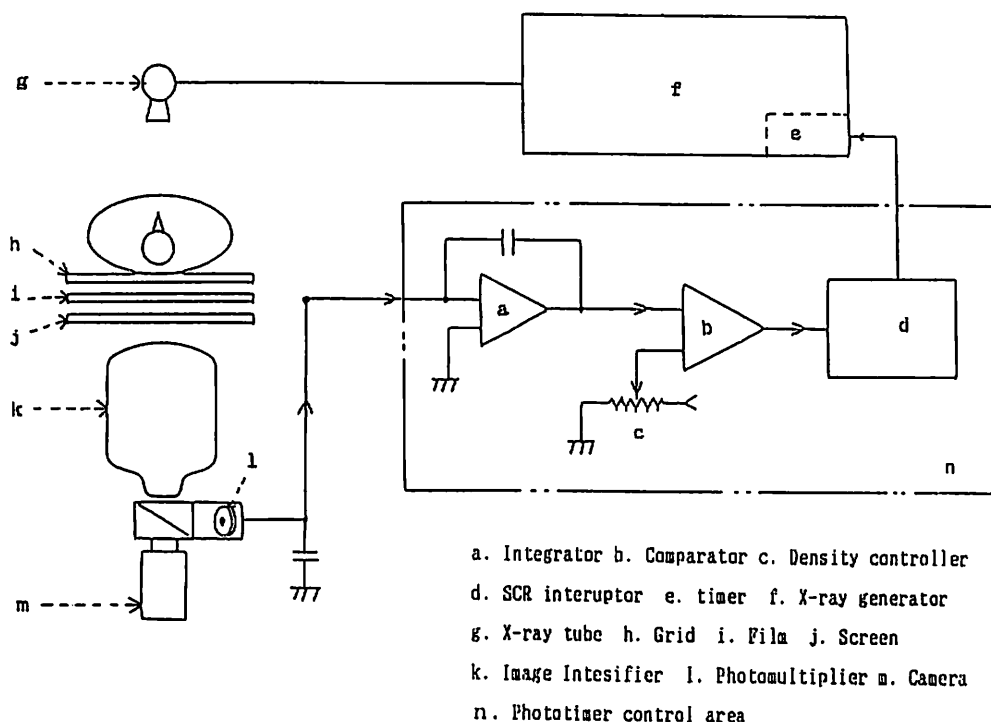 g
f
e
h
i
j
a
b
d
c
k
l
n
m
a. Integrator b. Comparator c. Density controller
d. SCR interuptor e. timer f. X-ray generator
g. X-ray tube h. Grid i. Film j. Screen
k. Image Intesifier l. Photomultiplier m. Camera
n. Phototimer control area